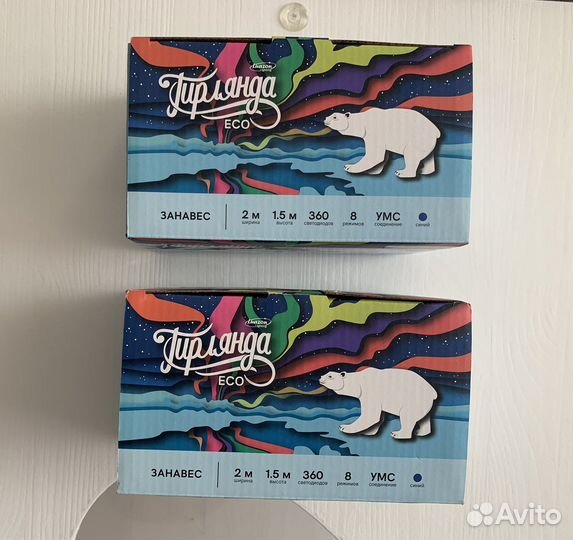 Гирлянда
ECO
ЗАНАВЕС
2 м 1.5 м 360 8 УМС
ширина высота светодиодов режимов соединение синий
Гирлянда
ECO
ЗАНАВЕС
2 м 1.5 м 360 8 УМС
ширина высота светодиодов режимов соединение синий
Avito